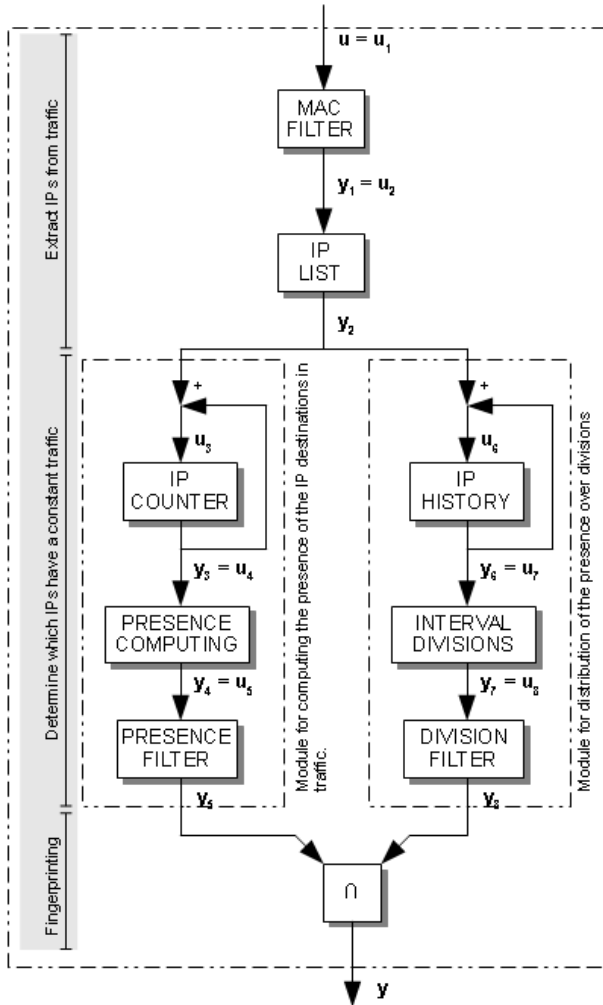 u = u₁
MAC
FILTER
y₁ = u₂
IP
LIST
y₂
Extract IPs from traffic
+
u₃
IP
COUNTER
y₃ = u₄
PRESENCE
COMPUTING
y₄ = u₅
PRESENCE
FILTER
y₅
Module for computing the presence of the IP destinations in
traffic.
+
u₆
IP
HISTORY
y₆ = u₇
INTERVAL
DIVISIONS
y₇ = u₈
DIVISION
FILTER
y₈
Module for distribution of the presence over divisions
Determine which IPs have a constant traffic
∩
y
Fingerprinting